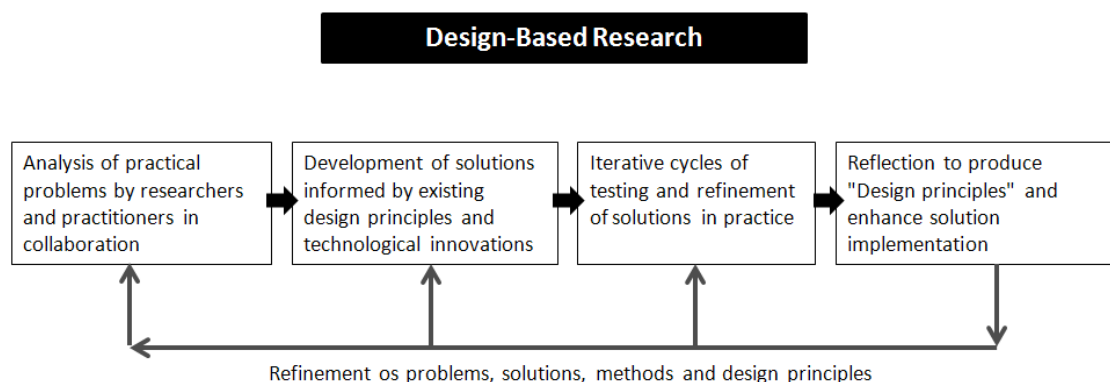 Design-Based Research
Analysis of practical
problems by researchers
and practitioners in
collaboration
Development of solutions
informed by existing
design principles and
technological innovations
Iterative cycles of
testing and refinement
of solutions in practice
Reflection to produce
"Design principles" and
enhance solution
implementation
Refinement os problems, solutions, methods and design principles